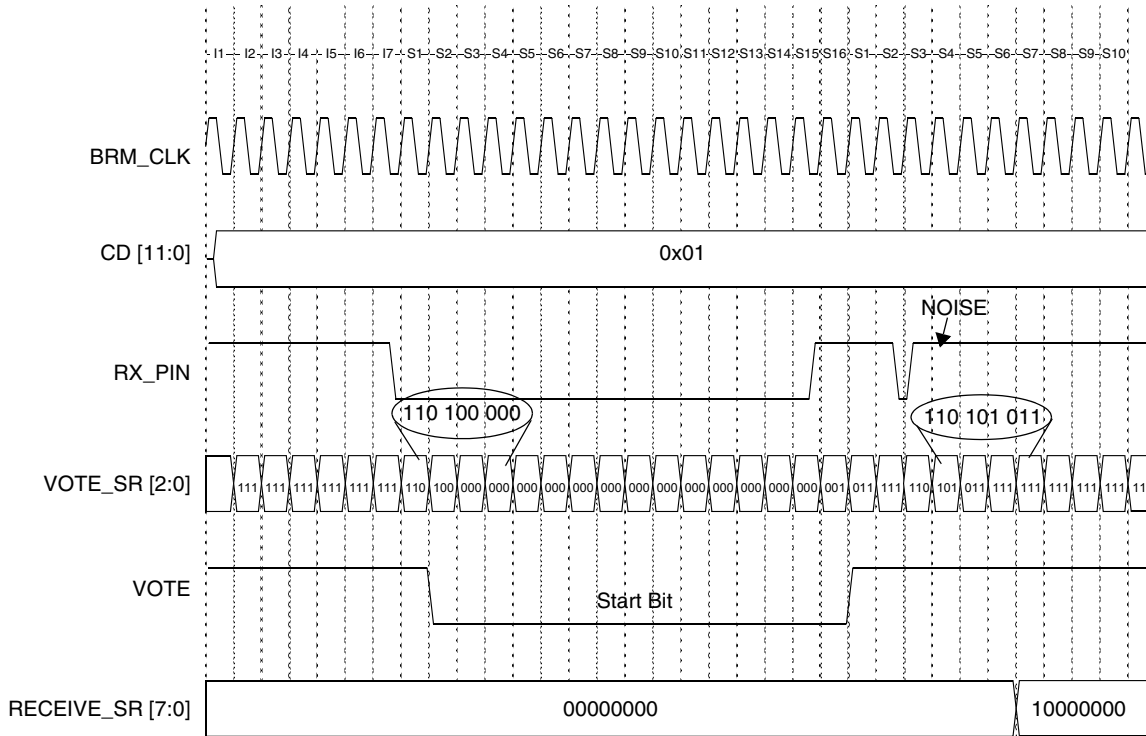 I1 I2 I3 I4 I5 I6 I7 S1 S2 S3 S4 S5 S6 S7 S8 S9 S10 S11 S12 S13 S14 S15 S16 S1 S2 S3 S4 S5 S6 S7 S8 S9 S10
BRM_CLK
CD [11:0] 0x01
NOISE
RX_PIN
110 100 000 110 101 011
VOTE_SR [2:0] 111 111 111 111 111 111 110 100 000 000 000 000 000 000 000 000 000 000 000 000 000 001 011 111 110 101 011 111 111 111 111 111 11
VOTE
Start Bit
RECEIVE_SR [7:0] 00000000 10000000